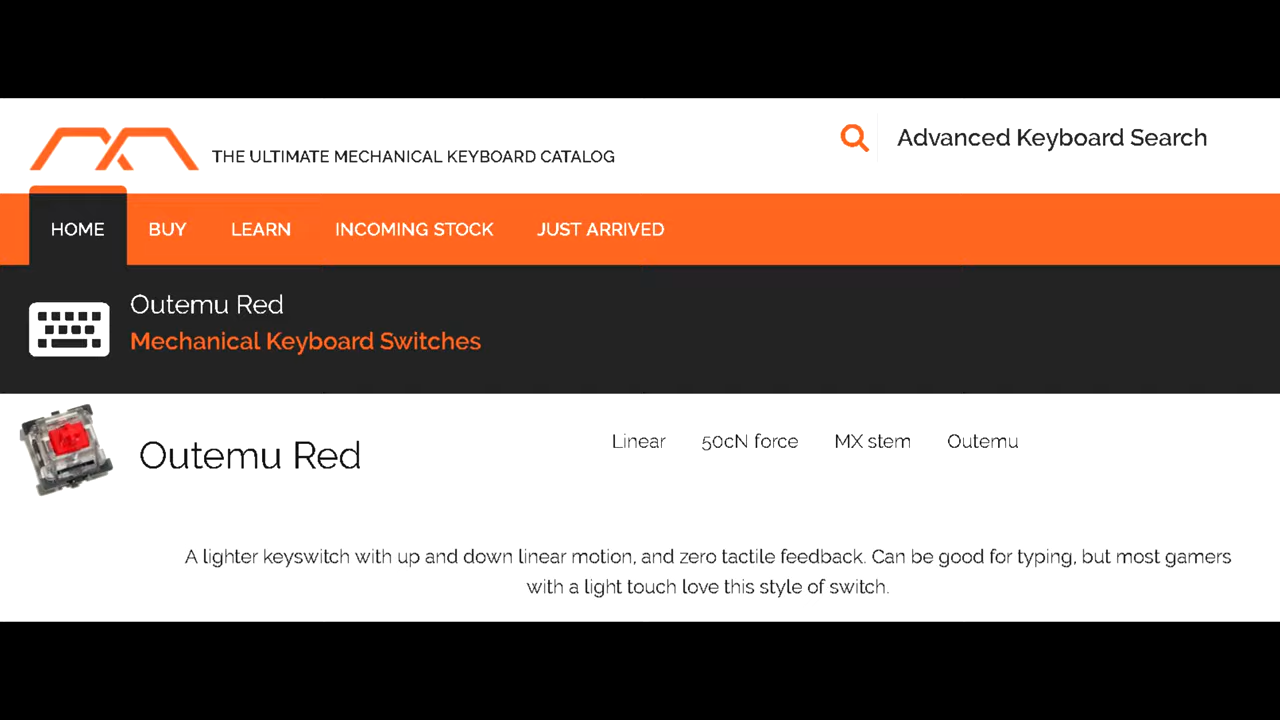 THE ULTIMATE MECHANICAL KEYBOARD CATALOG
Advanced Keyboard Search
HOME BUY LEARN INCOMING STOCK JUST ARRIVED
Outemu Red
Mechanical Keyboard Switches
Outemu Red
Linear 50cN force MX stem Outemu
A lighter keyswitch with up and down linear motion, and zero tactile feedback. Can be good for typing, but most gamers
with a light touch love this style of switch.